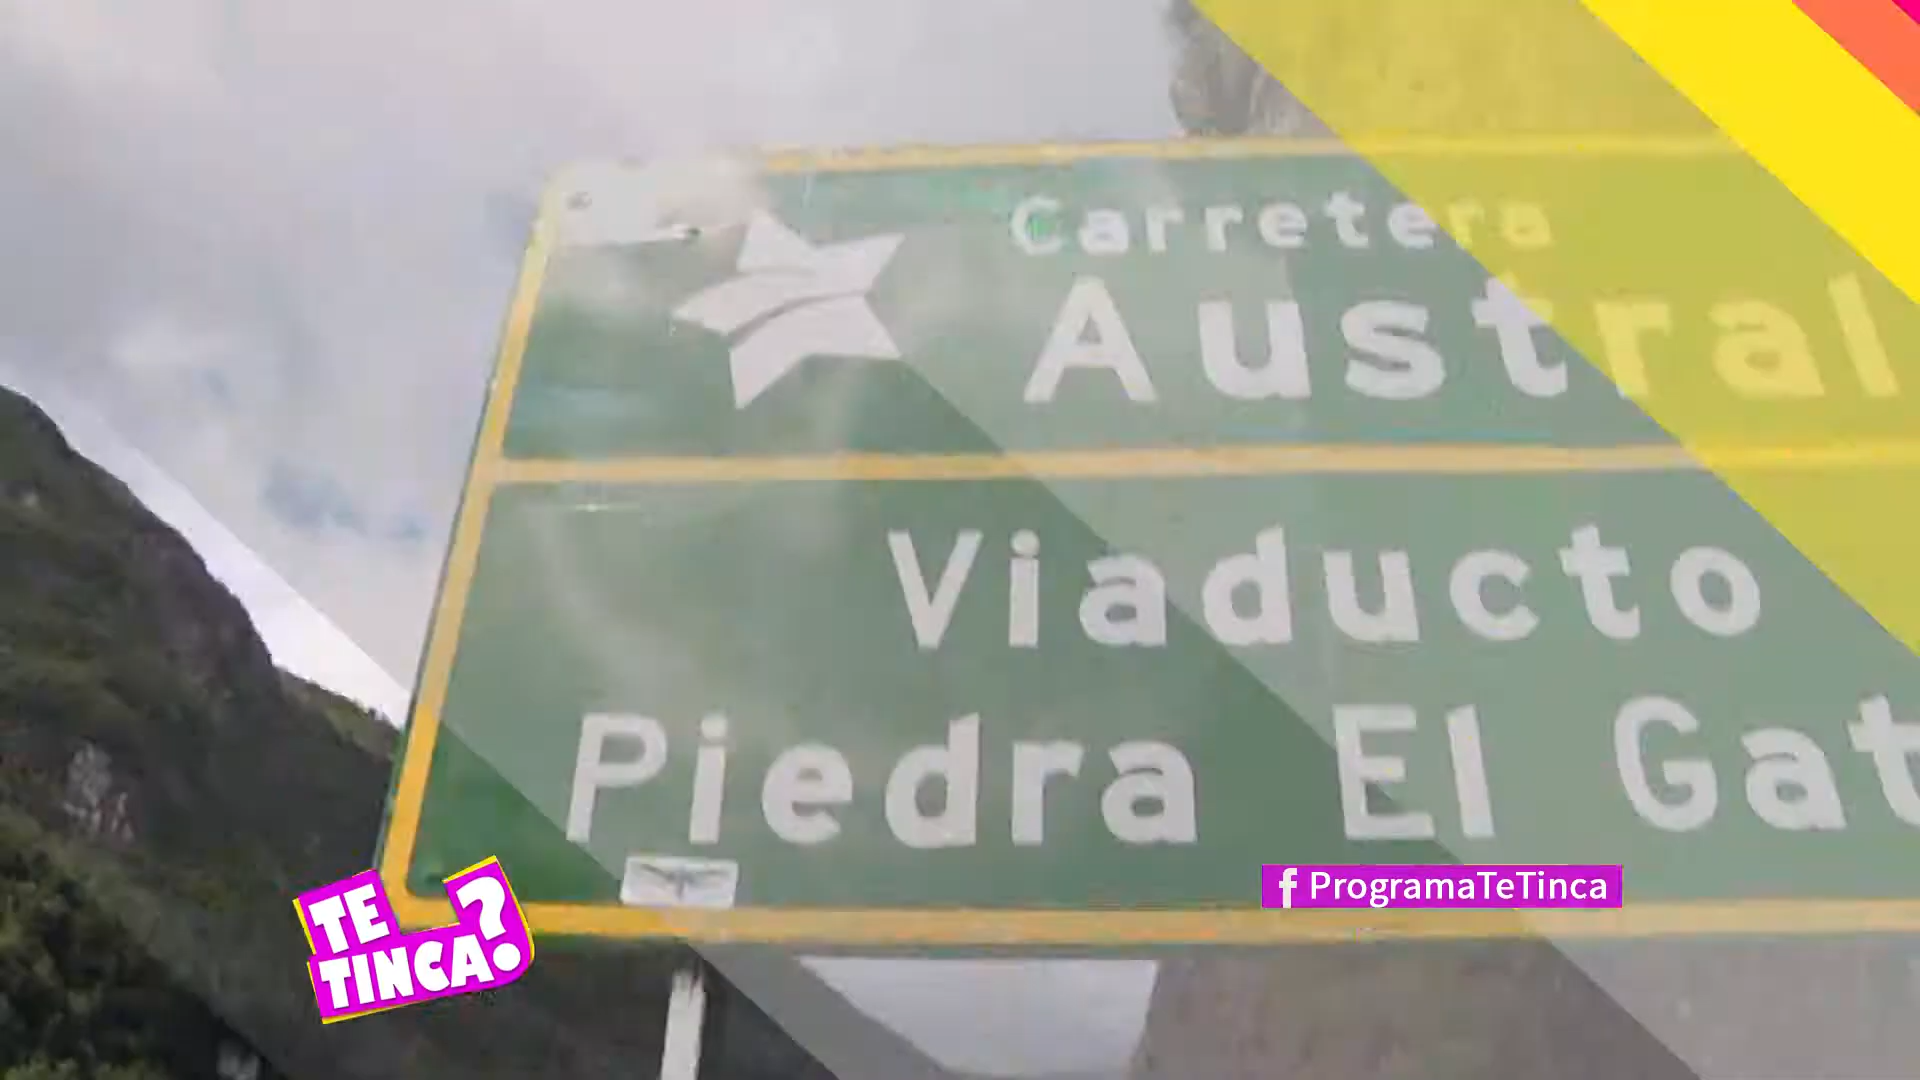 Carretera
Austral
Viaducto
Piedra El Gat
TE
TINCA?
ProgramaTeTinca